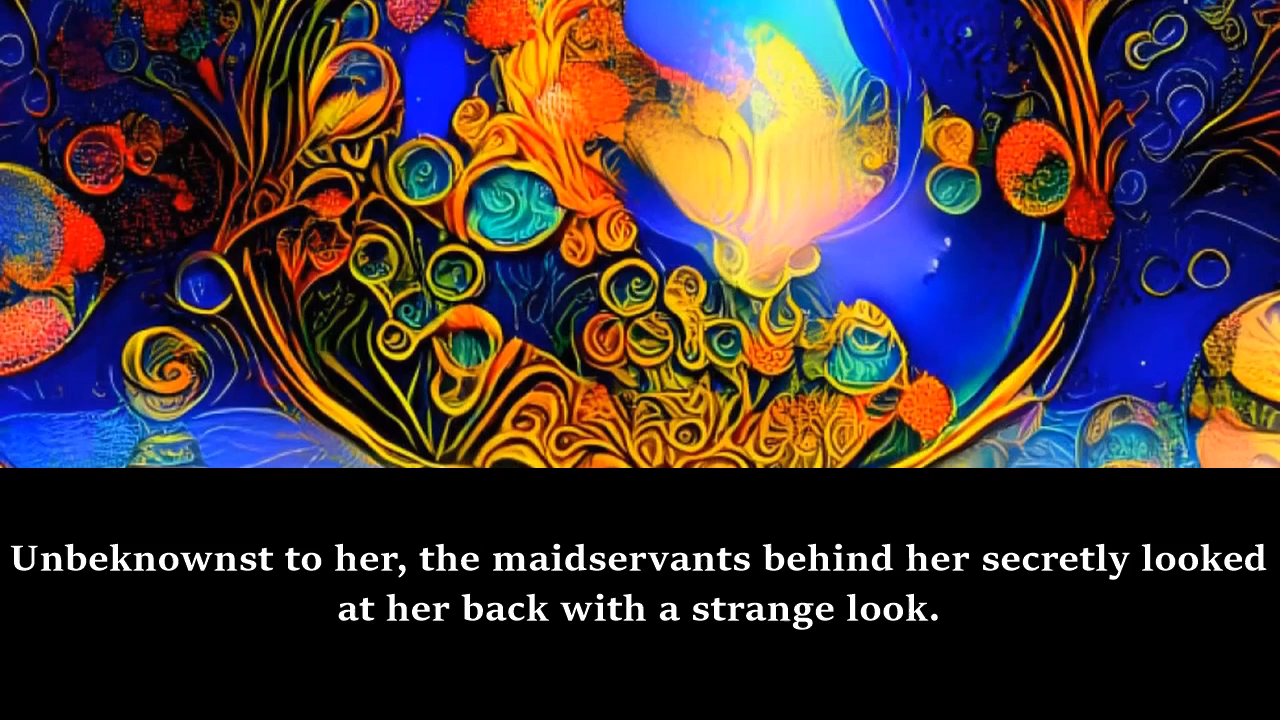 Unbeknownst to her, the maidservants behind her secretly looked
at her back with a strange look.